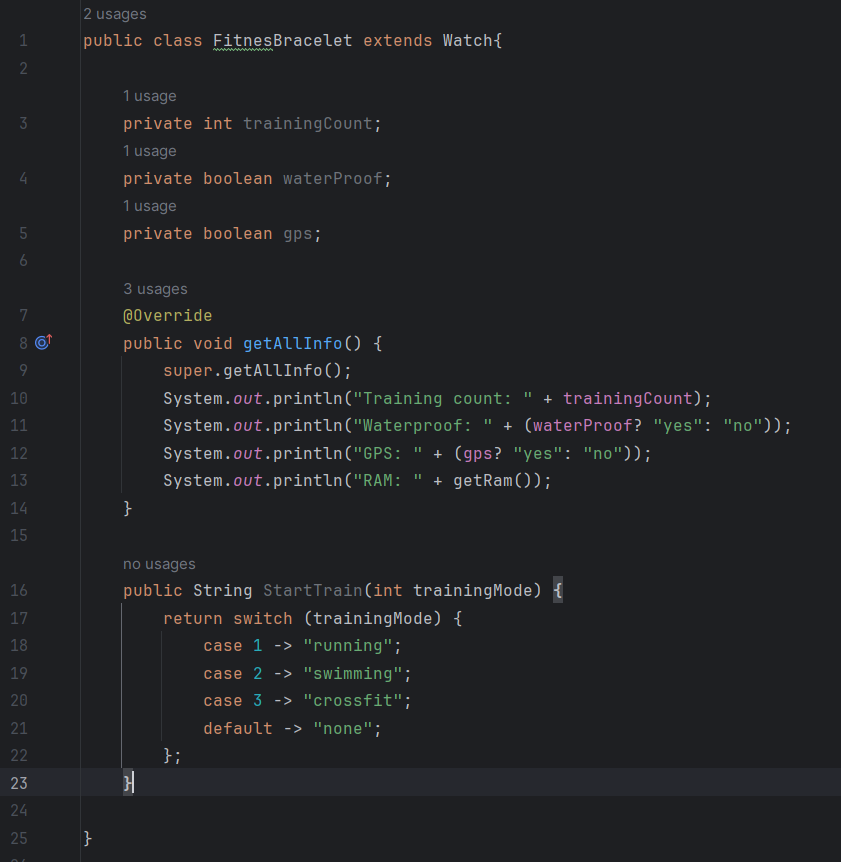 2 usages
1 public class FitnesBracelet extends Watch{
2
1 usage
3 private int trainingCount;
1 usage
4 private boolean waterProof;
1 usage
5 private boolean gps;
6
3 usages
7 @Override
8 public void getAllInfo() {
9 super.getAllInfo();
10 System.out.println("Training count: " + trainingCount);
11 System.out.println("Waterproof: " + (waterProof? "yes": "no"));
12 System.out.println("GPS: " + (gps? "yes": "no"));
13 System.out.println("RAM: " + getRam());
14 }
15
no usages
16 public String StartTrain(int trainingMode) {
17 return switch (trainingMode) {
18 case 1 -> "running";
19 case 2 -> "swimming";
20 case 3 -> "crossfit";
21 default -> "none";
22 };
23 }
24
25 }